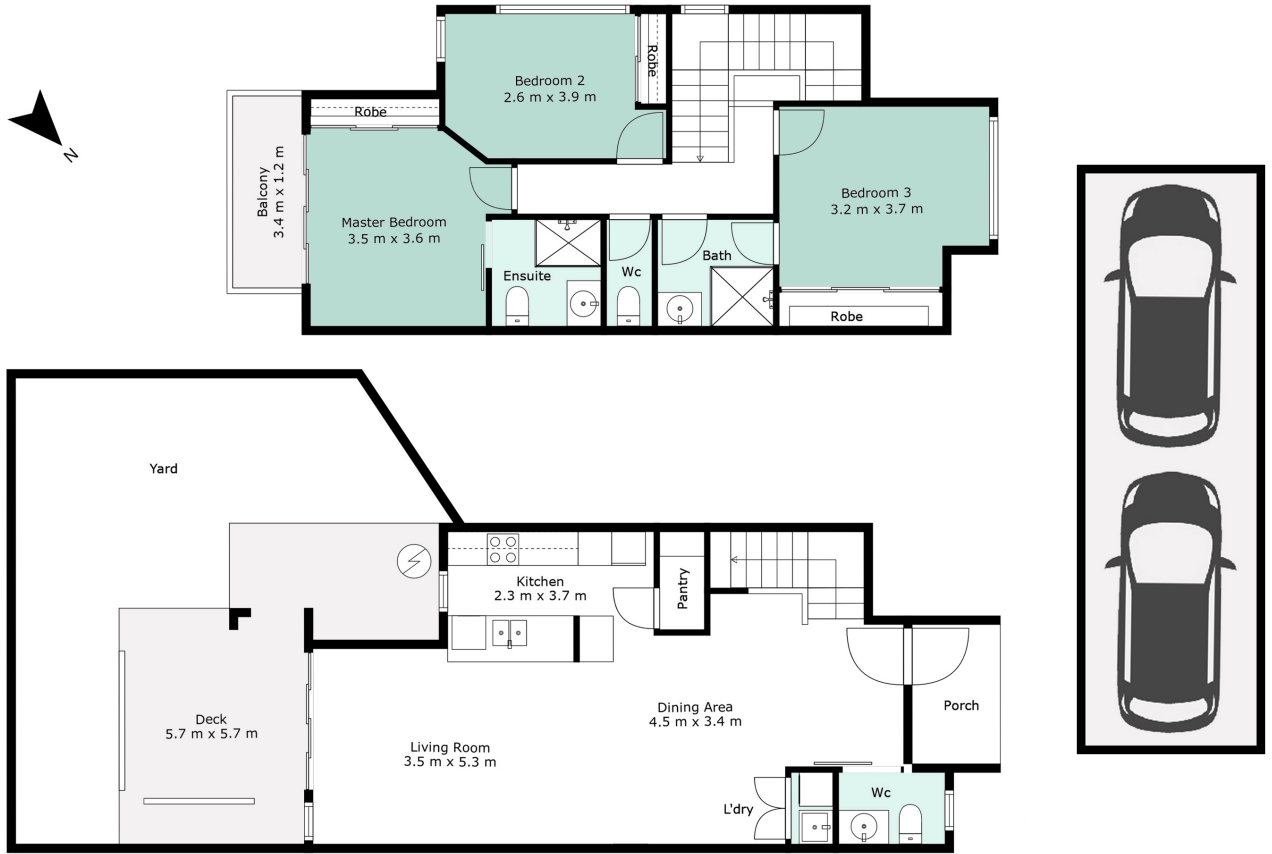 N
Bedroom 2
2.6 m x 3.9 m
Robe
Robe
Balcony
3.4 m x 1.2 m
Master Bedroom
3.5 m x 3.6 m
Bedroom 3
3.2 m x 3.7 m
Ensuite
Wc
Bath
Robe
Yard
Kitchen
2.3 m x 3.7 m
Pantry
Deck
5.7 m x 5.7 m
Living Room
3.5 m x 5.3 m
Dining Area
4.5 m x 3.4 m
Porch
L'dry
Wc